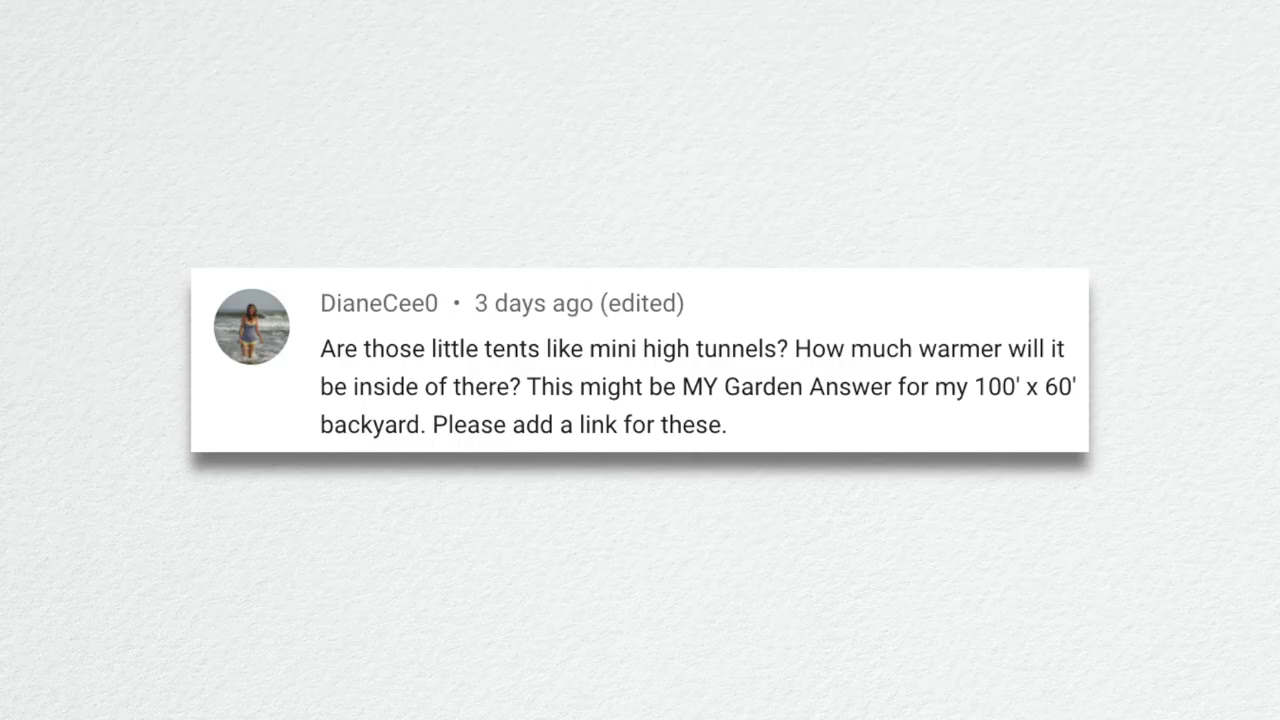 DianeCee0 • 3 days ago (edited)
Are those little tents like mini high tunnels? How much warmer will it
be inside of there? This might be MY Garden Answer for my 100' x 60'
backyard. Please add a link for these.